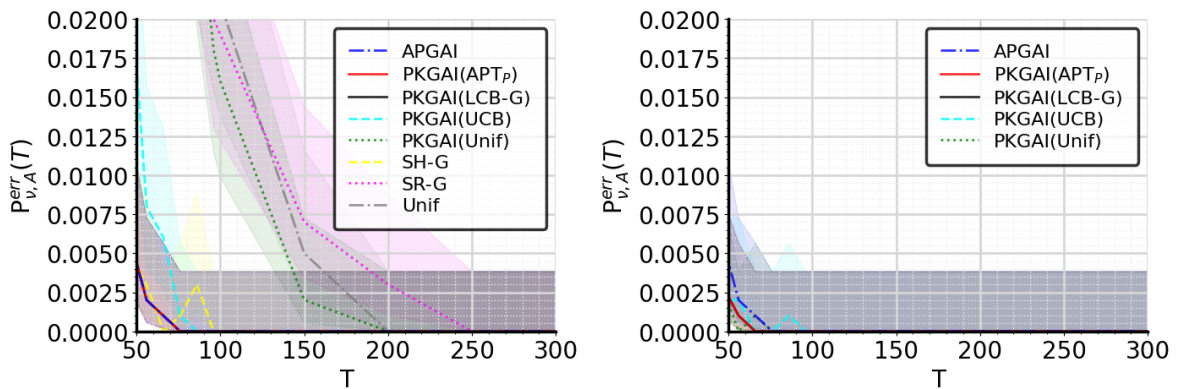 0.0200
0.0175
0.0150
0.0125
0.0100
0.0075
0.0050
0.0025
0.0000
P^{err}_{ν,A}(T)
50 100 150 200 250 300
T
APGAI
PKGAI(APT_P)
PKGAI(LCB-G)
PKGAI(UCB)
PKGAI(Unif)
SH-G
SR-G
Unif
0.0200
0.0175
0.0150
0.0125
0.0100
0.0075
0.0050
0.0025
0.0000
P^{err}_{ν,A}(T)
50 100 150 200 250 300
T
APGAI
PKGAI(APT_P)
PKGAI(LCB-G)
PKGAI(UCB)
PKGAI(Unif)